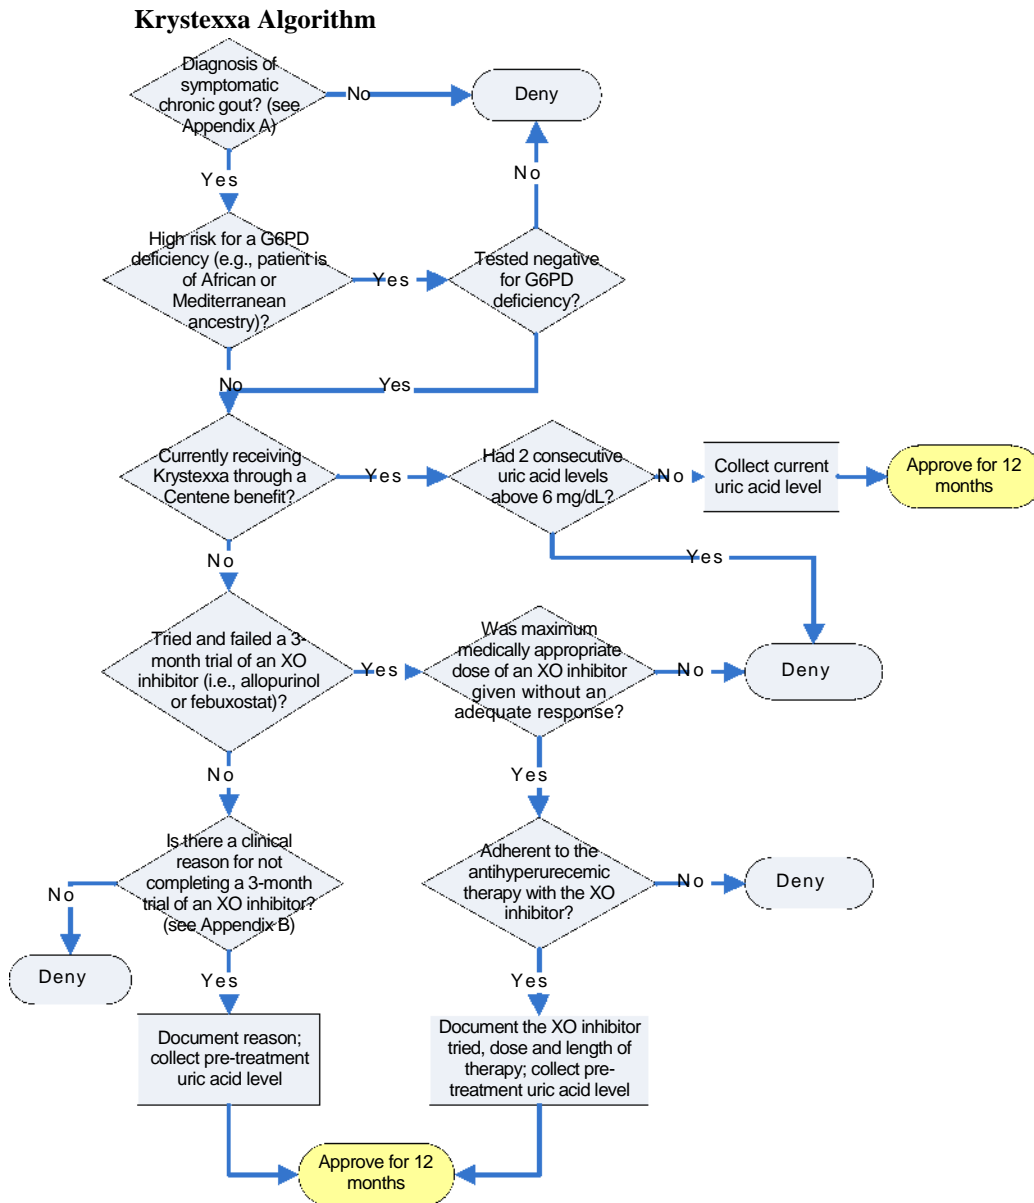 Krystexxa Algorithm
Diagnosis of
symptomatic
chronic gout? (see
Appendix A)
No
Deny
Yes
No
High risk for a G6PD
deficiency (e.g., patient is
of African or
Mediterranean
ancestry)?
Yes
Tested negative
for G6PD
deficiency?
No
Yes
Currently receiving
Krystexxa through a
Centene benefit?
Yes
Had 2 consecutive
uric acid levels
above 6 mg/dL?
No
Collect current
uric acid level
Approve for 12
months
No
Yes
Tried and failed a 3-
month trial of an XO
inhibitor (i.e., allopurinol
or febuxostat)?
Yes
Was maximum
medically appropriate
dose of an XO inhibitor
given without an
adequate response?
No
Deny
No
Yes
Is there a clinical
reason for not
completing a 3-month
trial of an XO inhibitor?
(see Appendix B)
No
Deny
Adherent to the
anthyperurecemic
therapy with the XO
inhibitor?
No
Deny
Yes
Yes
Document reason;
collect pre-treatment
uric acid level
Document the XO inhibitor
tried, dose and length of
therapy; collect pre-
treatment uric acid level
Approve for 12
months